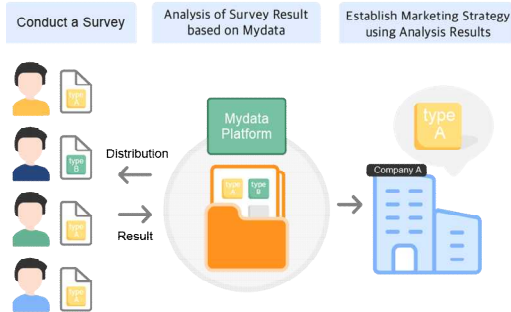 Conduct a Survey
Analysis of Survey Result
based on Mydata
Establish Marketing Strategy
using Analysis Results
type
A
type
B
type
A
type
A
Distribution
Result
Mydata
Platform
type
A
type
B
type
A
Company A